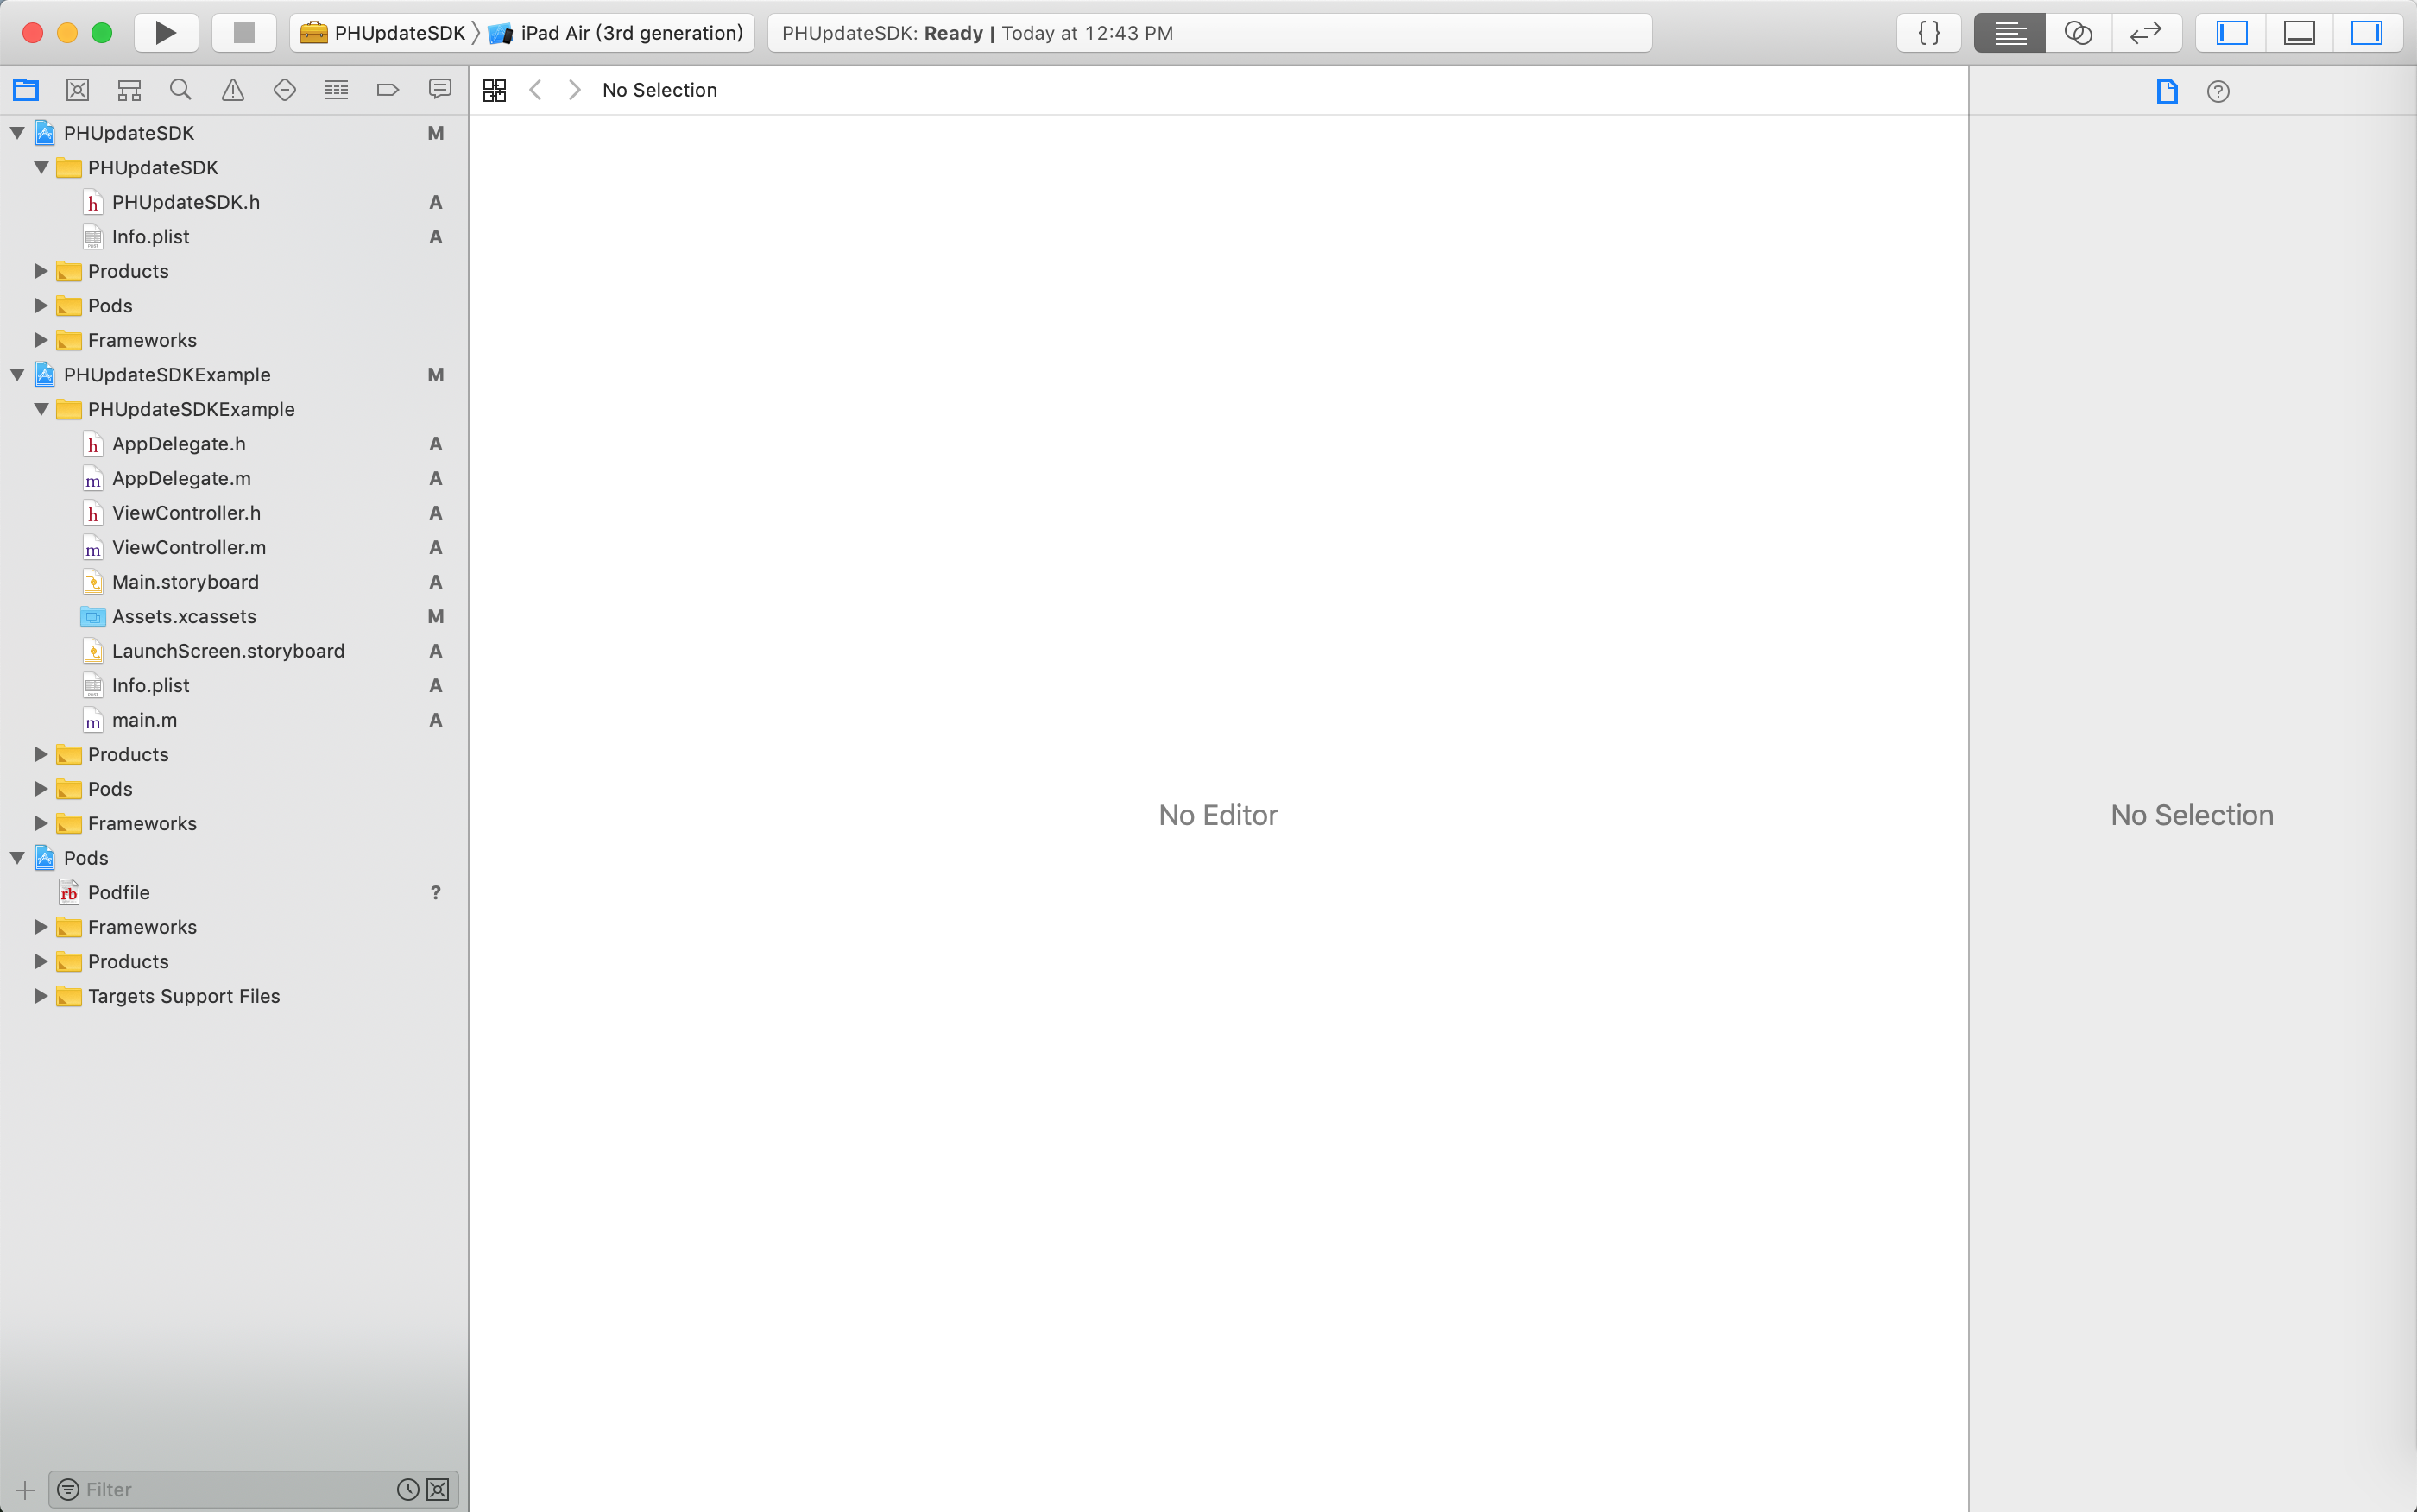 PHUpdateSDK iPad Air (3rd generation) PHUpdateSDK: Ready | Today at 12:43 PM { }
No Selection ?
PHUpdateSDK M
PHUpdateSDK
h PHUpdateSDK.h A
Info.plist A
Products
Pods
Frameworks
PHUpdateSDKExample M
PHUpdateSDKExample
h AppDelegate.h A
m AppDelegate.m A
h ViewController.h A
m ViewController.m A
Main.storyboard A
Assets.xcassets M
LaunchScreen.storyboard A
Info.plist A
m main.m A
Products
Pods
Frameworks
Pods
rb Podfile ?
Frameworks
Products
Targets Support Files
No Editor
No Selection
Filter